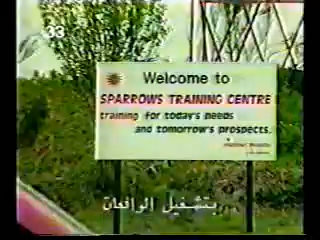 33
Welcome to
SPARROWS TRAINING CENTRE
training for today's needs
and tomorrow's prospects.
بتشغيل الرافعات